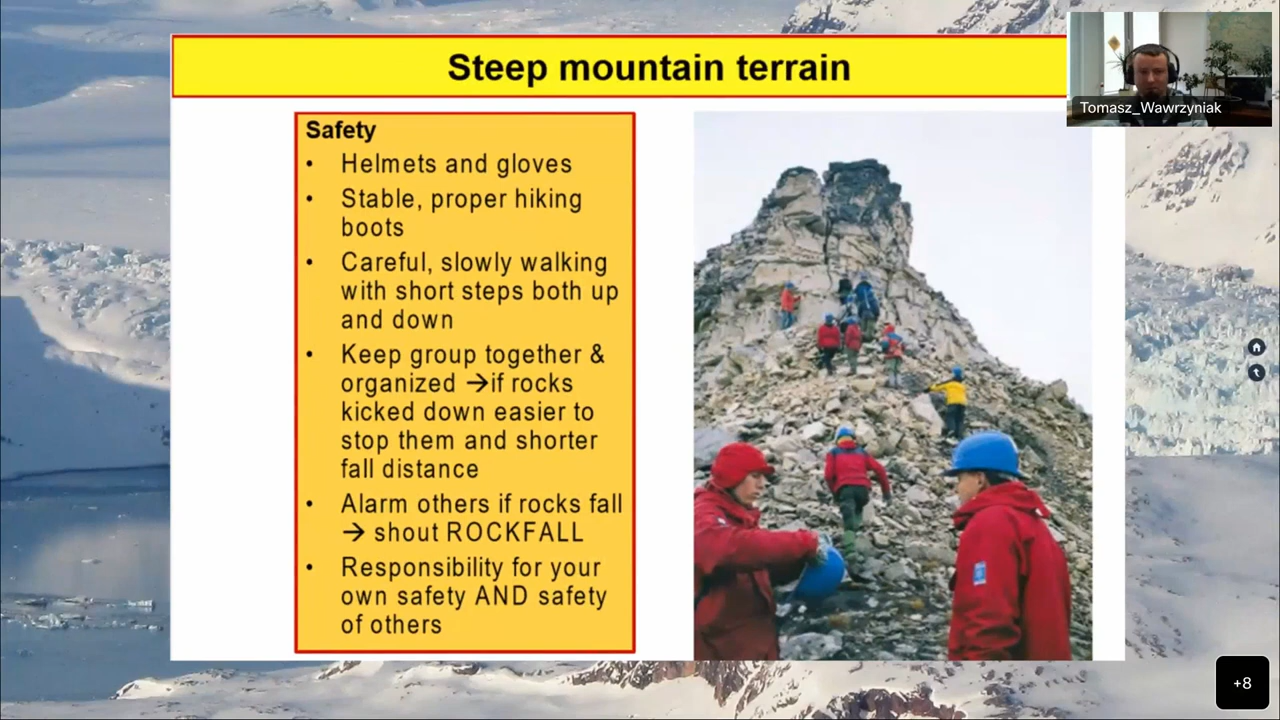 Steep mountain terrain
Tomasz_Wawrzyniak
Safety
• Helmets and gloves
• Stable, proper hiking
boots
• Careful, slowly walking
with short steps both up
and down
• Keep group together &
organized →if rocks
kicked down easier to
stop them and shorter
fall distance
• Alarm others if rocks fall
→ shout ROCKFALL
• Responsibility for your
own safety AND safety
of others
+8